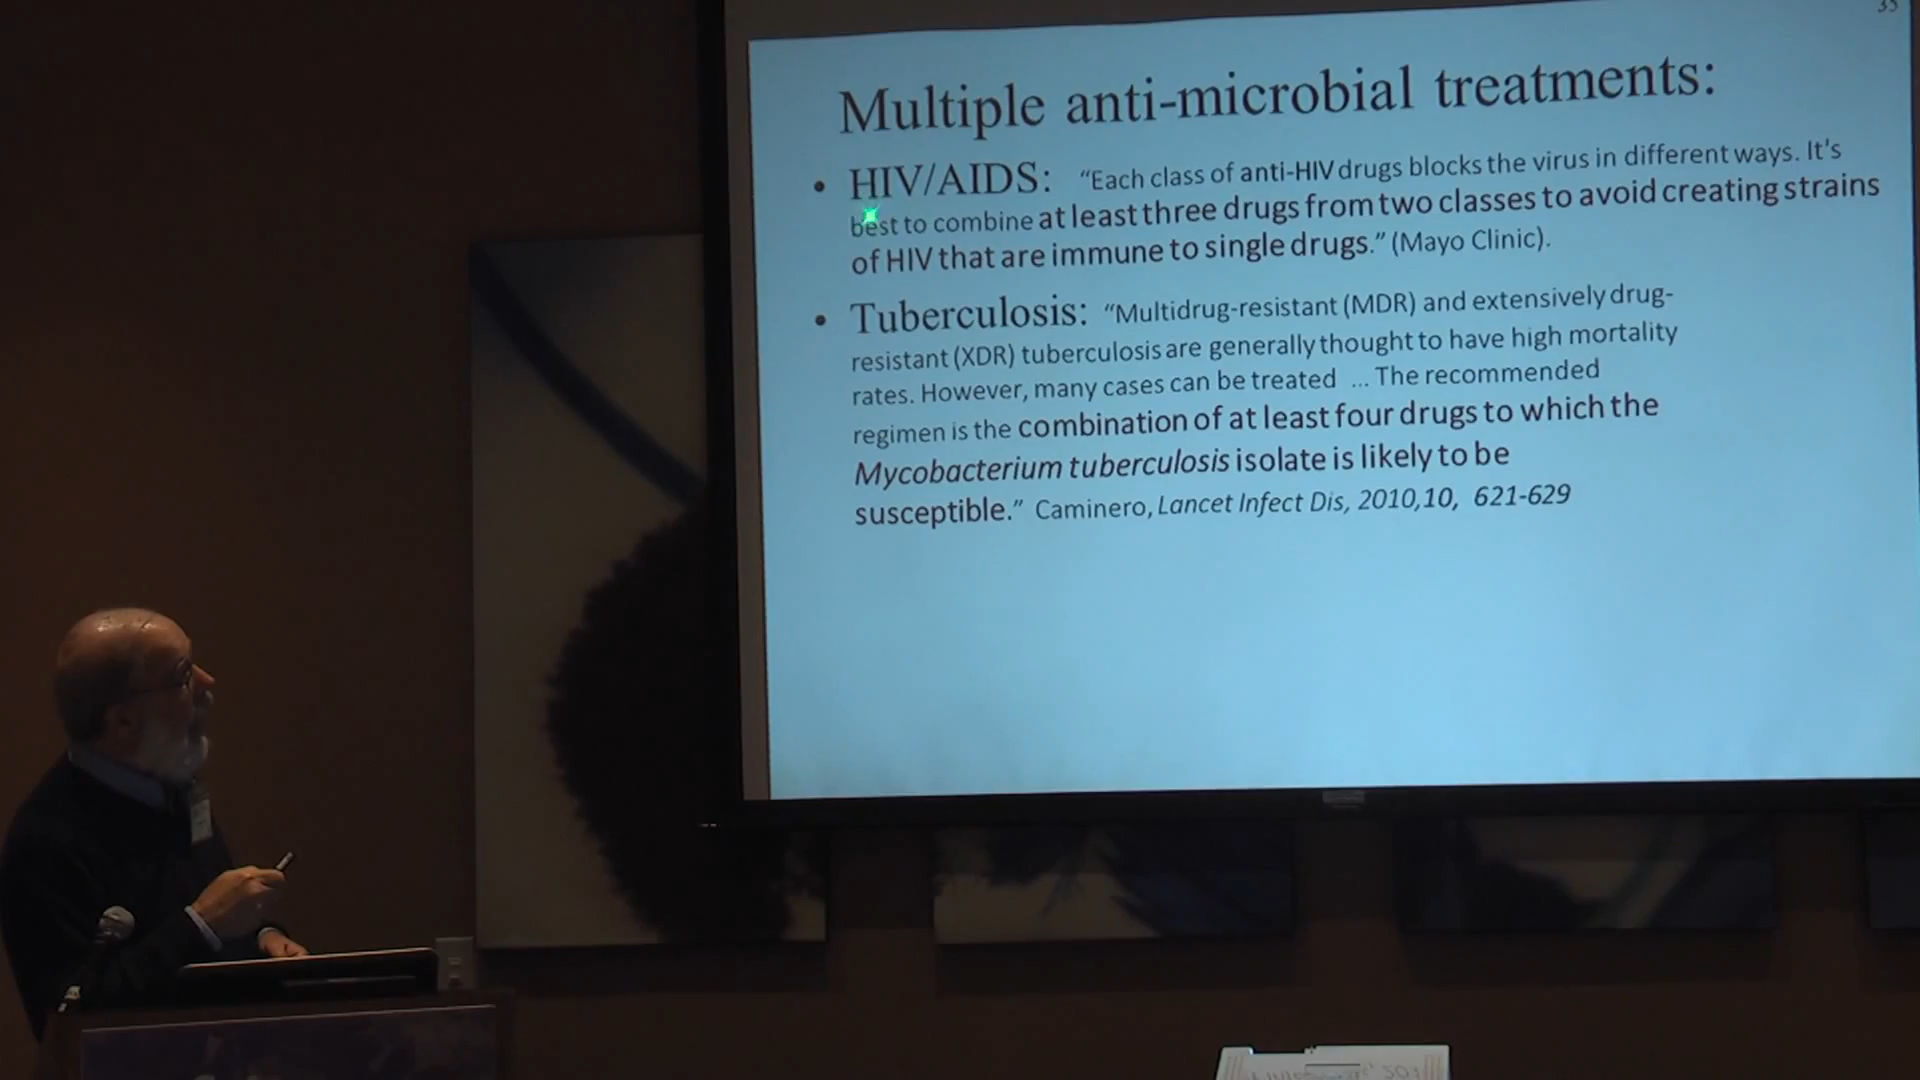 35
Multiple anti-microbial treatments:
• HIV/AIDS: “Each class of anti-HIV drugs blocks the virus in different ways. It's
best to combine at least three drugs from two classes to avoid creating strains
of HIV that are immune to single drugs.” (Mayo Clinic).
• Tuberculosis: “Multidrug-resistant (MDR) and extensively drug-
resistant (XDR) tuberculosis are generally thought to have high mortality
rates. However, many cases can be treated ... The recommended
regimen is the combination of at least four drugs to which the
Mycobacterium tuberculosis isolate is likely to be
susceptible.” Caminero, Lancet Infect Dis, 2010,10, 621-629